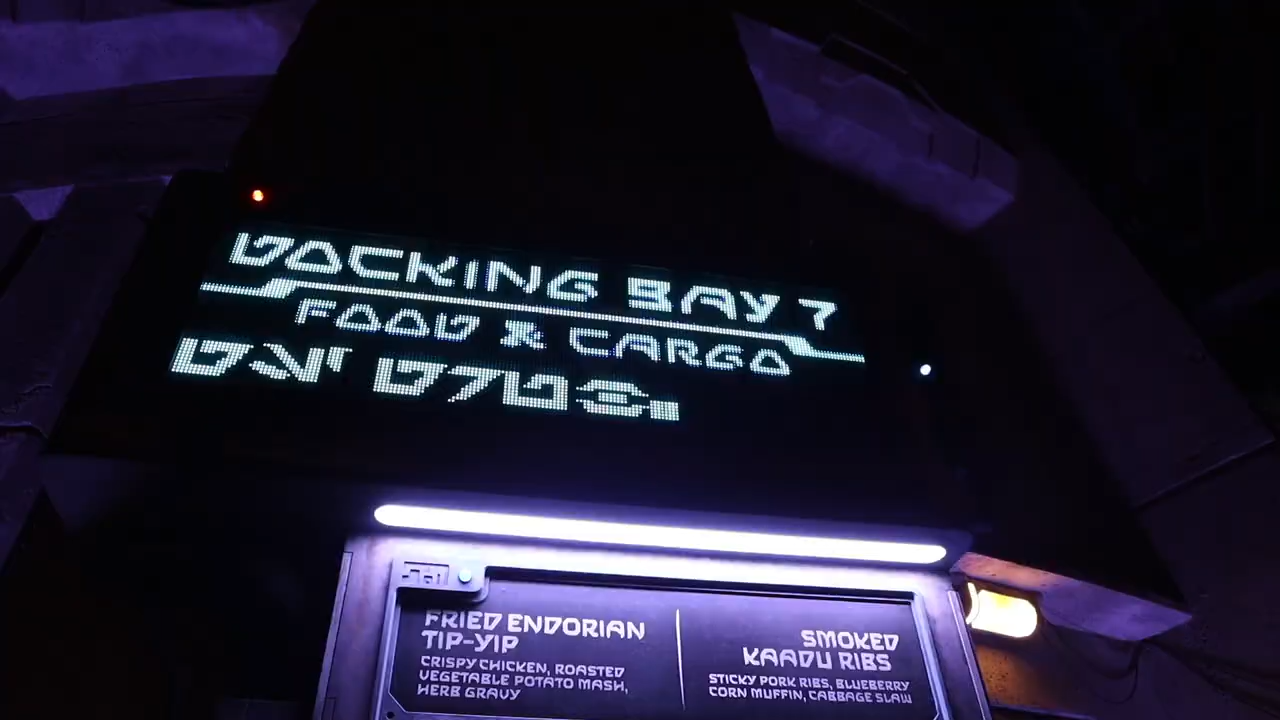 DOCKING BAY 7
FOOD & CARGO
FRIED ENDORIAN
TIP-YIP
CRISPY CHICKEN, ROASTED
VEGETABLE POTATO MASH,
HERB GRAVY
SMOKED
KAADU RIBS
STICKY PORK RIBS, BLUEBERRY
CORN MUFFIN, CABBAGE SLAW